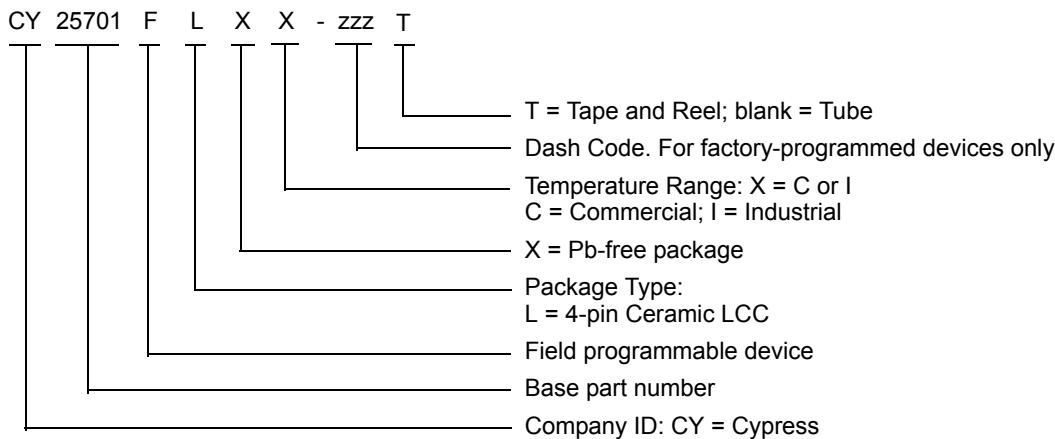 CY 25701 F L X X - zzz T
T = Tape and Reel; blank = Tube
Dash Code. For factory-programmed devices only
Temperature Range: X = C or I
C = Commercial; I = Industrial
X = Pb-free package
Package Type:
L = 4-pin Ceramic LCC
Field programmable device
Base part number
Company ID: CY = Cypress